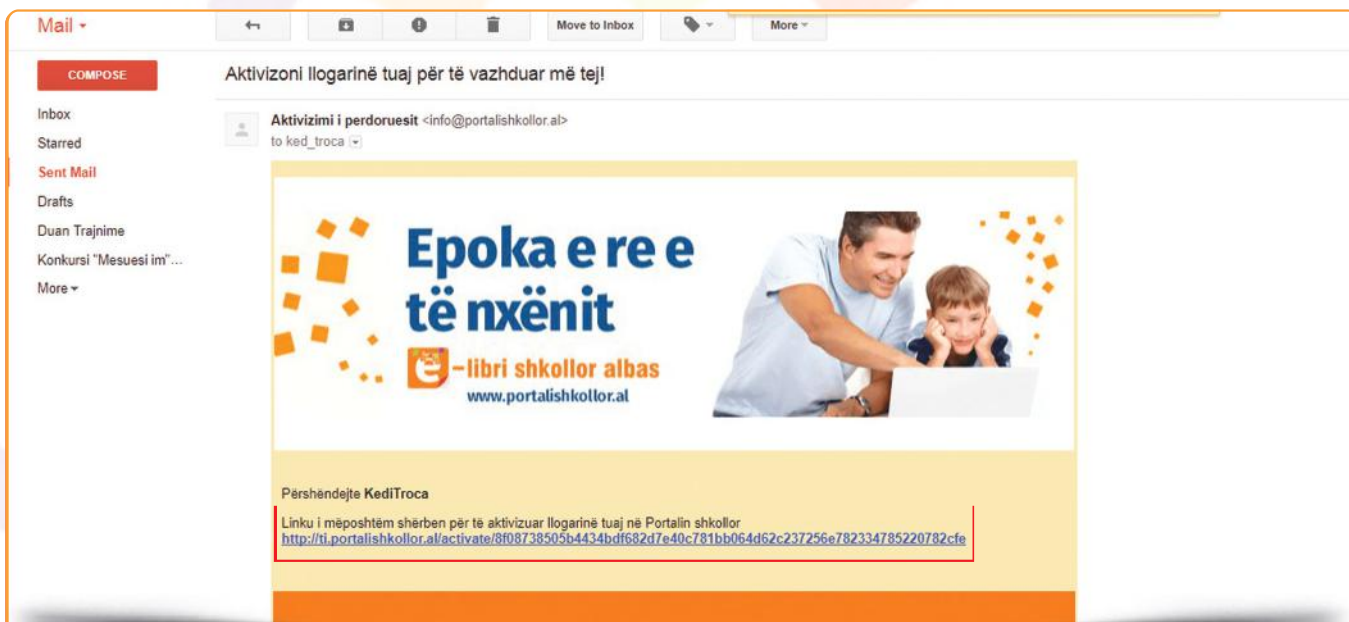 Mail
Move to Inbox
More
COMPOSE
Aktivizoni llogarinë tuaj për të vazhduar më tej!
Inbox
Starred
Sent Mail
Drafts
Duan Trajnime
Konkursi "Mesuesi im"...
More
Aktivizimi i perdoruesit <info@portalishkollor.al>
to ked_troca
Epoka e re e
të nxënit
ë-libri shkollor albas
www.portalishkollor.al
Përshëndejte KediTroca
Linku i mëposhtëm shërben për të aktivizuar llogarinë tuaj në Portalin shkollor
http://ti.portalishkollor.al/activate/8f08738505b4434bdf682d7e40c781bb064d62c237256e782334785220782cfe